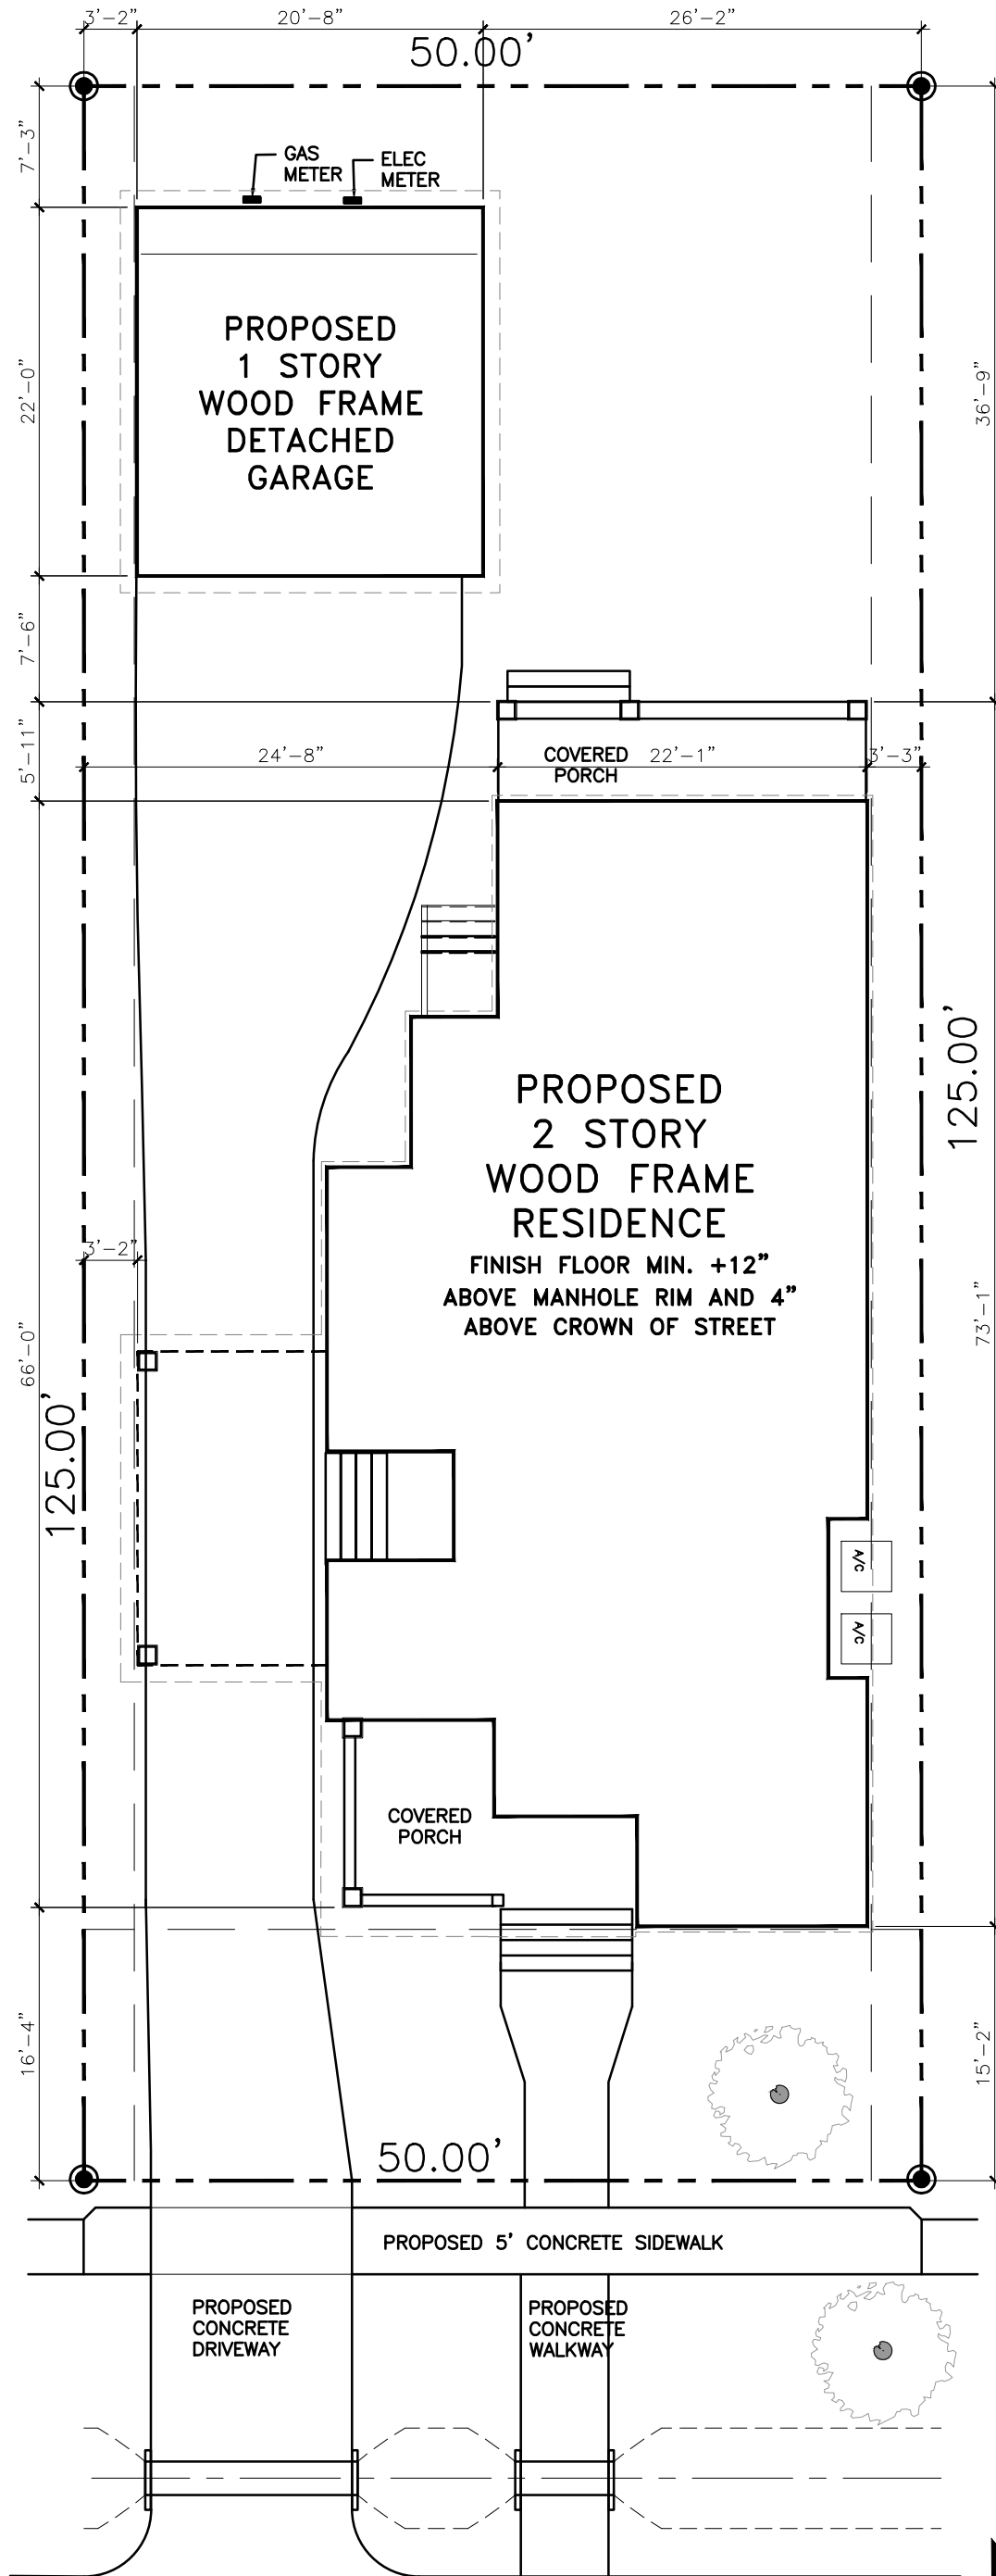 3'-2"
20'-8"
26'-2"
50.00'
7'-3"
GAS
METER
ELEC
METER
PROPOSED
1 STORY
WOOD FRAME
DETACHED
GARAGE
22'-0"
36'-9"
7'-6"
5'-11"
24'-8"
COVERED
PORCH
22'-1"
3'-3"
125.00'
PROPOSED
2 STORY
WOOD FRAME
RESIDENCE
FINISH FLOOR MIN. +12"
ABOVE MANHOLE RIM AND 4"
ABOVE CROWN OF STREET
3'-2"
73'-1"
66'-0"
125.00'
A/C
A/C
COVERED
PORCH
16'-4"
15'-2"
50.00'
PROPOSED 5' CONCRETE SIDEWALK
PROPOSED
CONCRETE
DRIVEWAY
PROPOSED
CONCRETE
WALKWAY